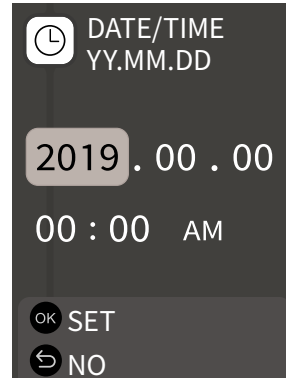 DATE/TIME
YY.MM.DD
2019 . 00 . 00
00 : 00 AM
OK SET
NO